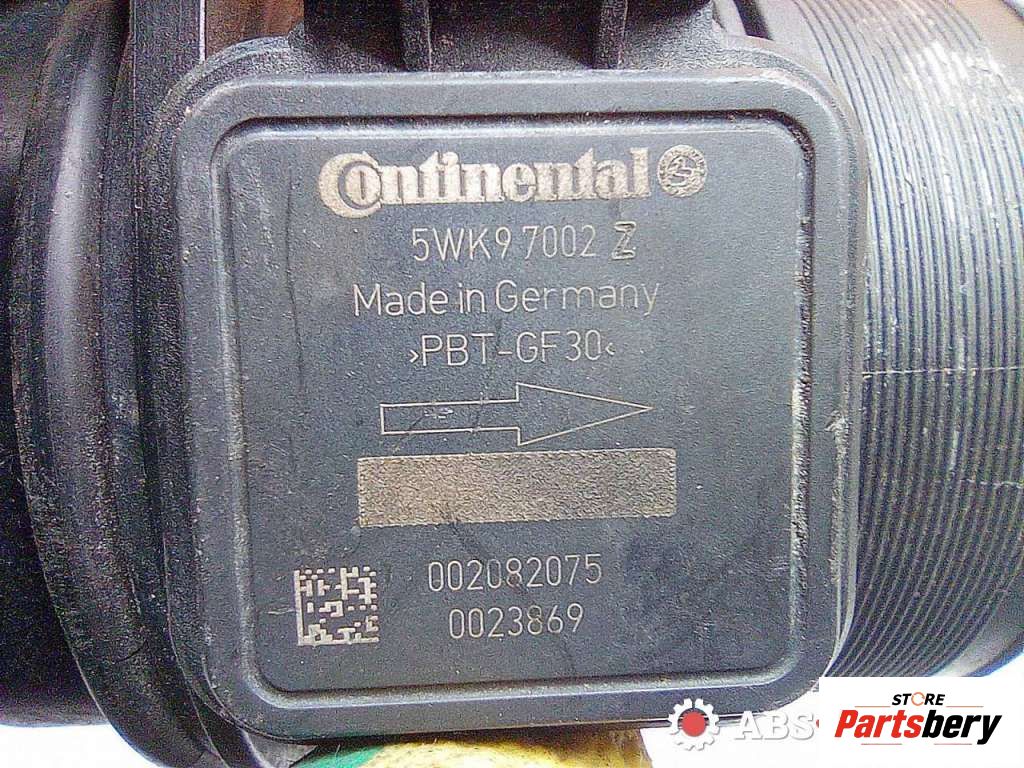 Continental
5WK9 7002 Z
Made in Germany
>PBT-GF30<
002082075
0023869
ABS
STORE
Partsbery